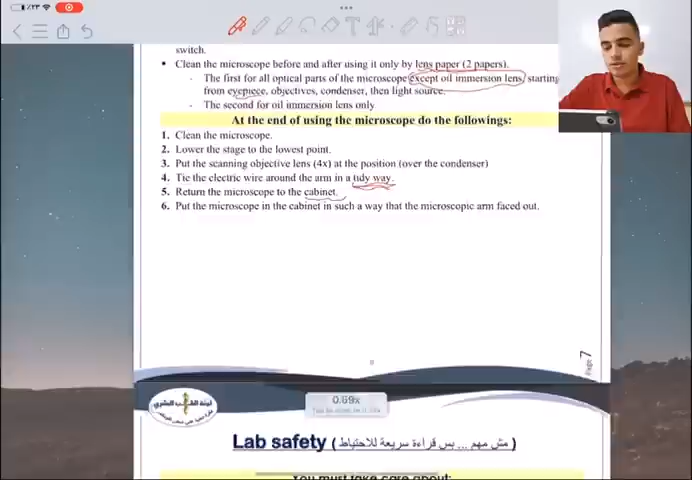 ١:٢٣
switch.
• Clean the microscope before and after using it only by lens paper (2 papers).
- The first for all optical parts of the microscope except oil immersion lens, starting
from eyepiece, objectives, condenser, then light source.
- The second for oil immersion lens only
At the end of using the microscope do the followings:
1. Clean the microscope.
2. Lower the stage to the lowest point.
3. Put the scanning objective lens (4x) at the position (over the condenser)
4. Tie the electric wire around the arm in a tidy way.
5. Return the microscope to the cabinet.
6. Put the microscope in the cabinet in such a way that the microscopic arm faced out.
Page 7
لجنة الطب البشري
0.69x
Lab safety (مش مهم ... بس قراءة سريعة للاحتياط)
You must take care about: